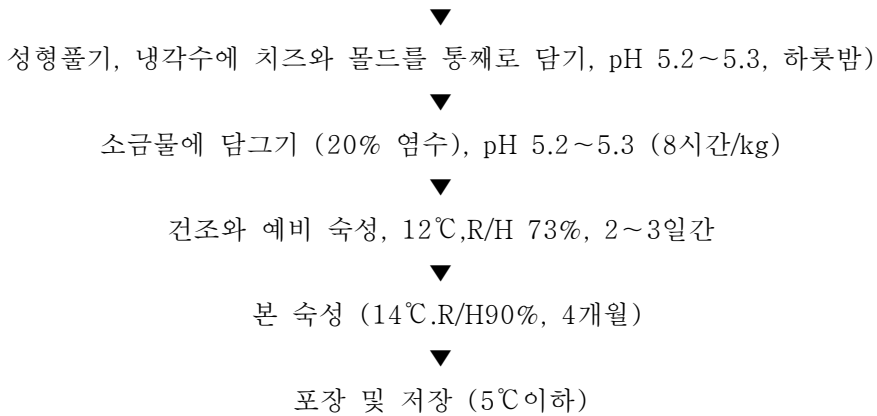 ▼
성형풀기, 냉각수에 치즈와 몰드를 통째로 담기, pH 5.2~5.3, 하룻밤)
▼
소금물에 담그기 (20% 염수), pH 5.2~5.3 (8시간/kg)
▼
건조와 예비 숙성, 12℃,R/H 73%, 2~3일간
▼
본 숙성 (14℃.R/H90%, 4개월)
▼
포장 및 저장 (5℃이하)